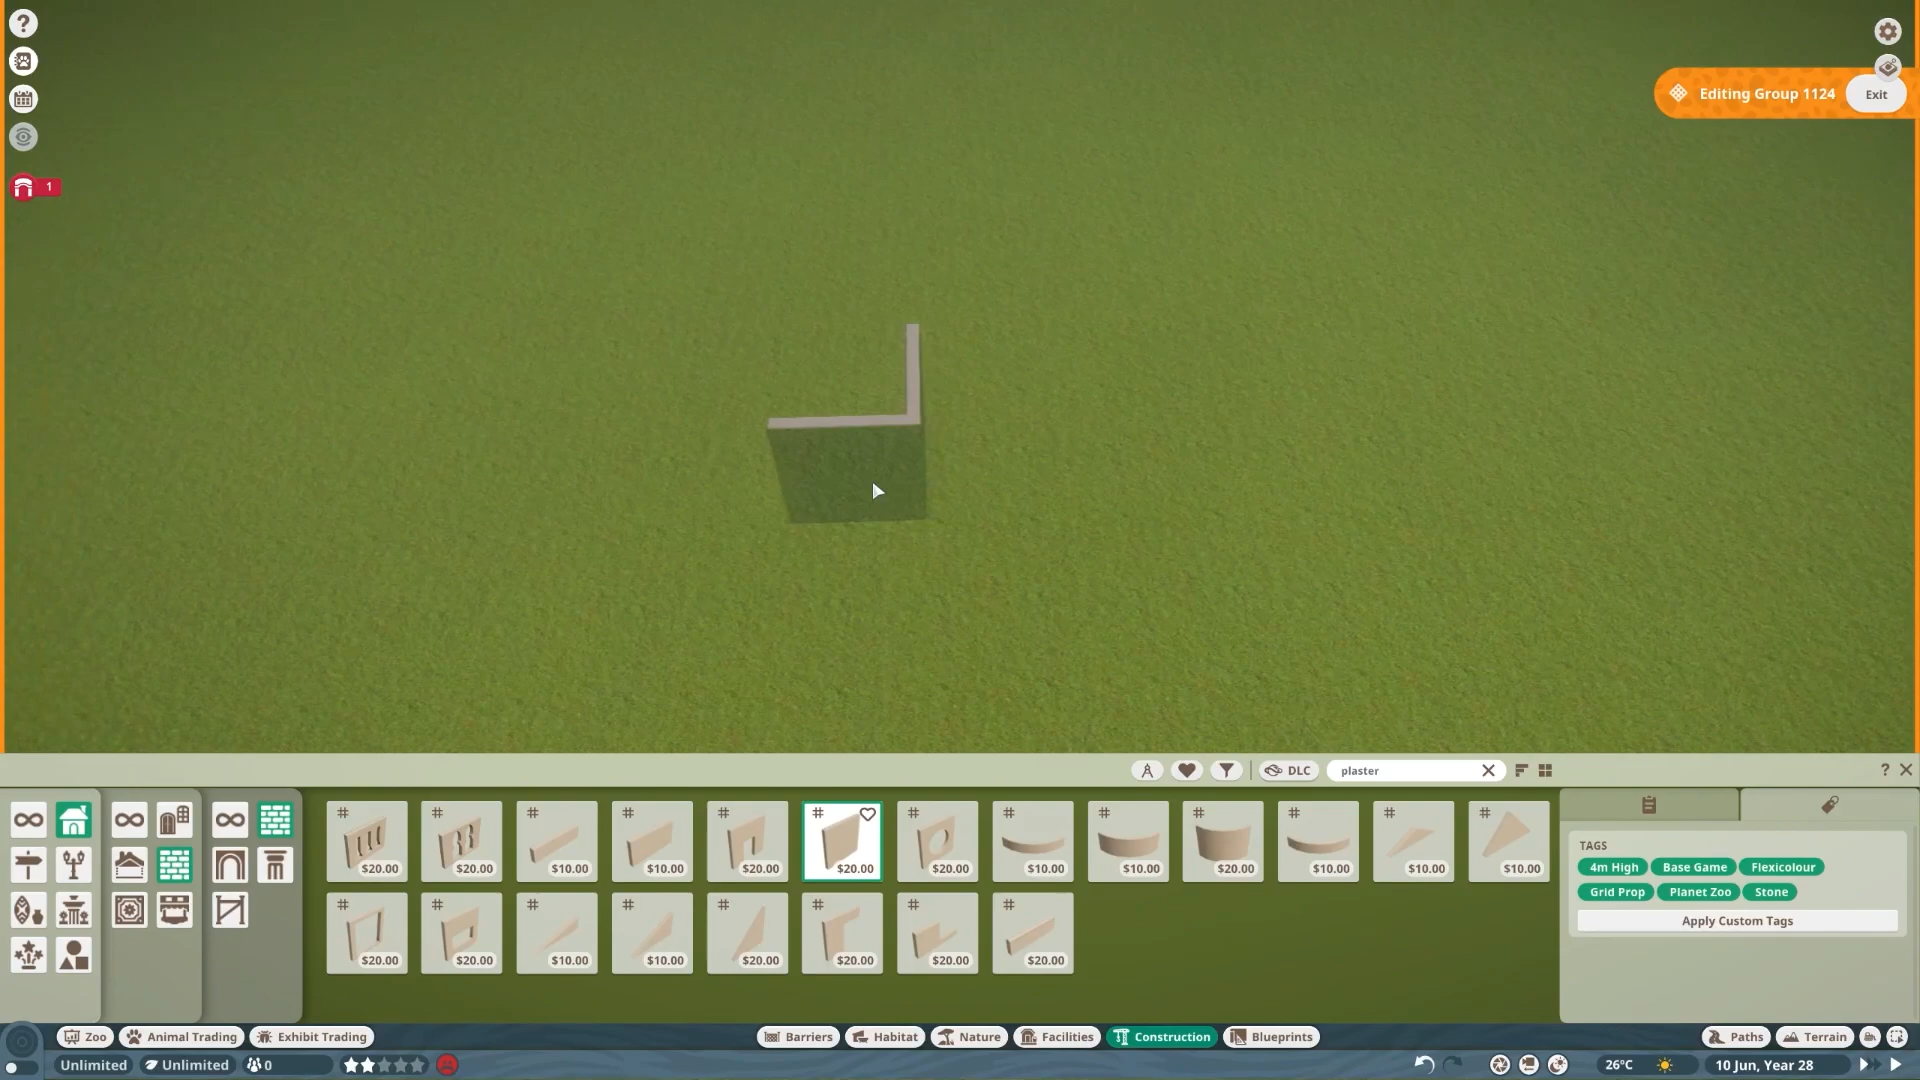 ?
Editing Group 1124
Exit
1
DLC
plaster
?
$20.00
$20.00
$10.00
$10.00
$20.00
$20.00
$20.00
$10.00
$10.00
$20.00
$10.00
$10.00
$10.00
$20.00
$20.00
$10.00
$10.00
$20.00
$20.00
$20.00
$20.00
TAGS
4m High
Base Game
Flexicolour
Grid Prop
Planet Zoo
Stone
Apply Custom Tags
Zoo
Animal Trading
Exhibit Trading
Barriers
Habitat
Nature
Facilities
Construction
Blueprints
Paths
Terrain
Unlimited
Unlimited
0
26°C
10 Jun, Year 28